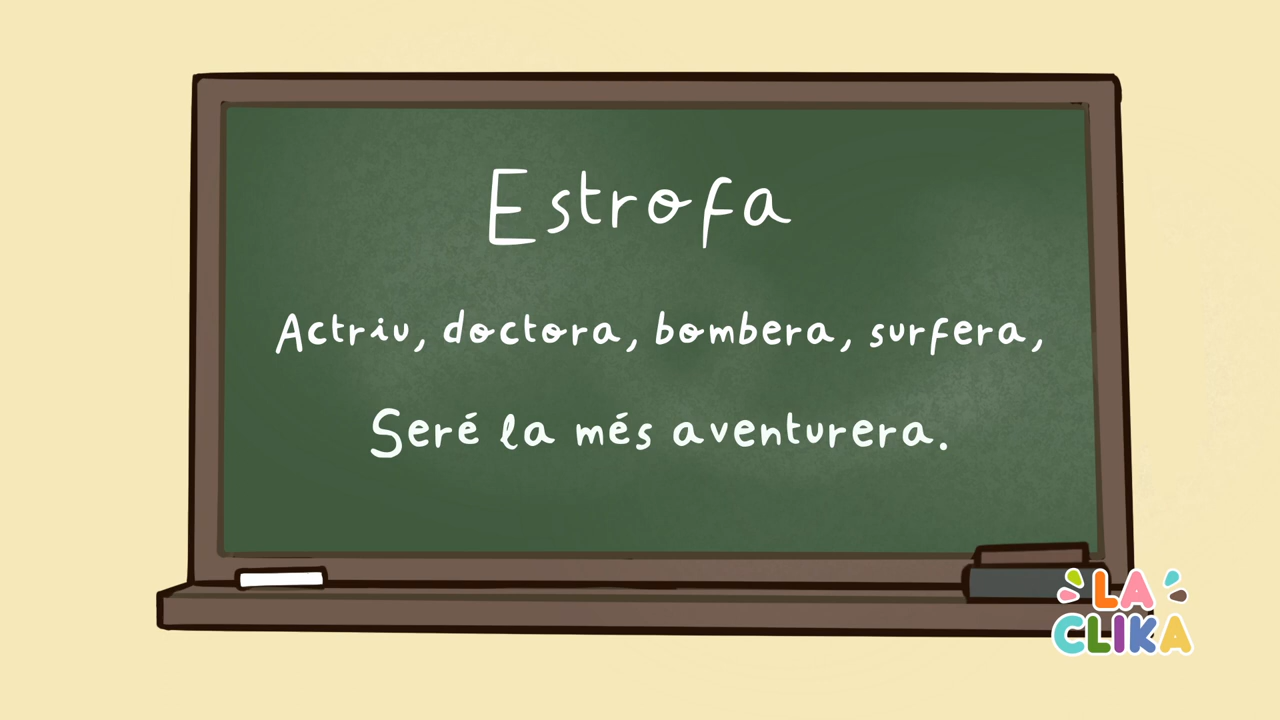 Estrofa
Actriu, doctora, bombera, surfera,
Seré la més aventurera.
LA
CLIKA